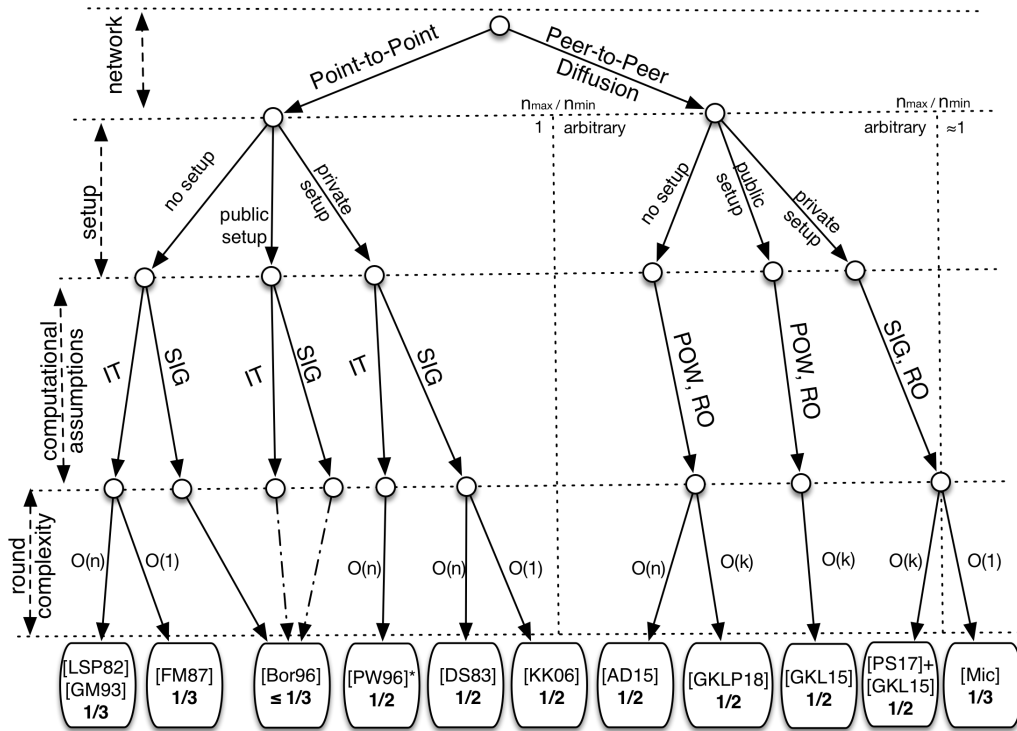 network
Point-to-Point
Peer-to-Peer
Diffusion
nmax / nmin
1
arbitrary
nmax / nmin
arbitrary
≈1
setup
no setup
public
setup
private
setup
no setup
public
setup
private
setup
computational
assumptions
IT
SIG
IT
SIG
IT
SIG
POW, RO
POW, RO
SIG, RO
round
complexity
O(n)
O(1)
O(n)
O(n)
O(1)
O(n)
O(k)
O(k)
O(k)
O(1)
[LSP82]
[GM93]
1/3
[FM87]
1/3
[Bor96]
≤ 1/3
[PW96]*
1/2
[DS83]
1/2
[KK06]
1/2
[AD15]
1/2
[GKLP18]
1/2
[GKL15]
1/2
[PS17]+
[GKL15]
1/2
[Mic]
1/3